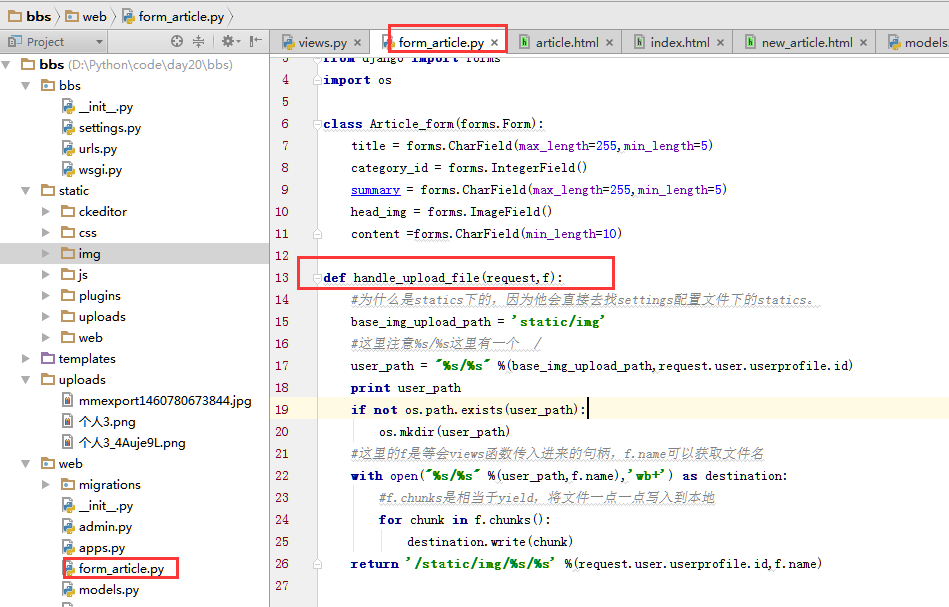 bbs web form_article.py
Project
views.py
form_article.py
article.html
index.html
new_article.html
models
bbs (D:\Python\code\day20\bbs)
bbs
__init__.py
settings.py
urls.py
wsgi.py
static
ckeditor
css
img
js
plugins
uploads
web
templates
uploads
mmexport1460780673844.jpg
个人3.png
个人3_4Auje9L.png
web
migrations
__init__.py
admin.py
apps.py
form_article.py
models.py
3 from django import forms
4 import os
5
6 class Article_form(forms.Form):
7 title = forms.CharField(max_length=255,min_length=5)
8 category_id = forms.IntegerField()
9 summary = forms.CharField(max_length=255,min_length=5)
10 head_img = forms.ImageField()
11 content =forms.CharField(min_length=10)
12
13 def handle_upload_file(request,f):
14 #为什么是statics下的，因为他会直接去找settings配置文件下的statics。
15 base_img_upload_path = 'static/img'
16 #这里注意%s/%s这里有一个 /
17 user_path = "%s/%s" %(base_img_upload_path,request.user.userprofile.id)
18 print user_path
19 if not os.path.exists(user_path):
20 os.mkdir(user_path)
21 #这里的f是等会views函数传入进来的句柄，f.name可以获取文件名
22 with open("%s/%s" %(user_path,f.name),'wb+') as destination:
23 #f.chunks是相当于yield，将文件一点一点写入到本地
24 for chunk in f.chunks():
25 destination.write(chunk)
26 return '/static/img/%s/%s' %(request.user.userprofile.id,f.name)
27